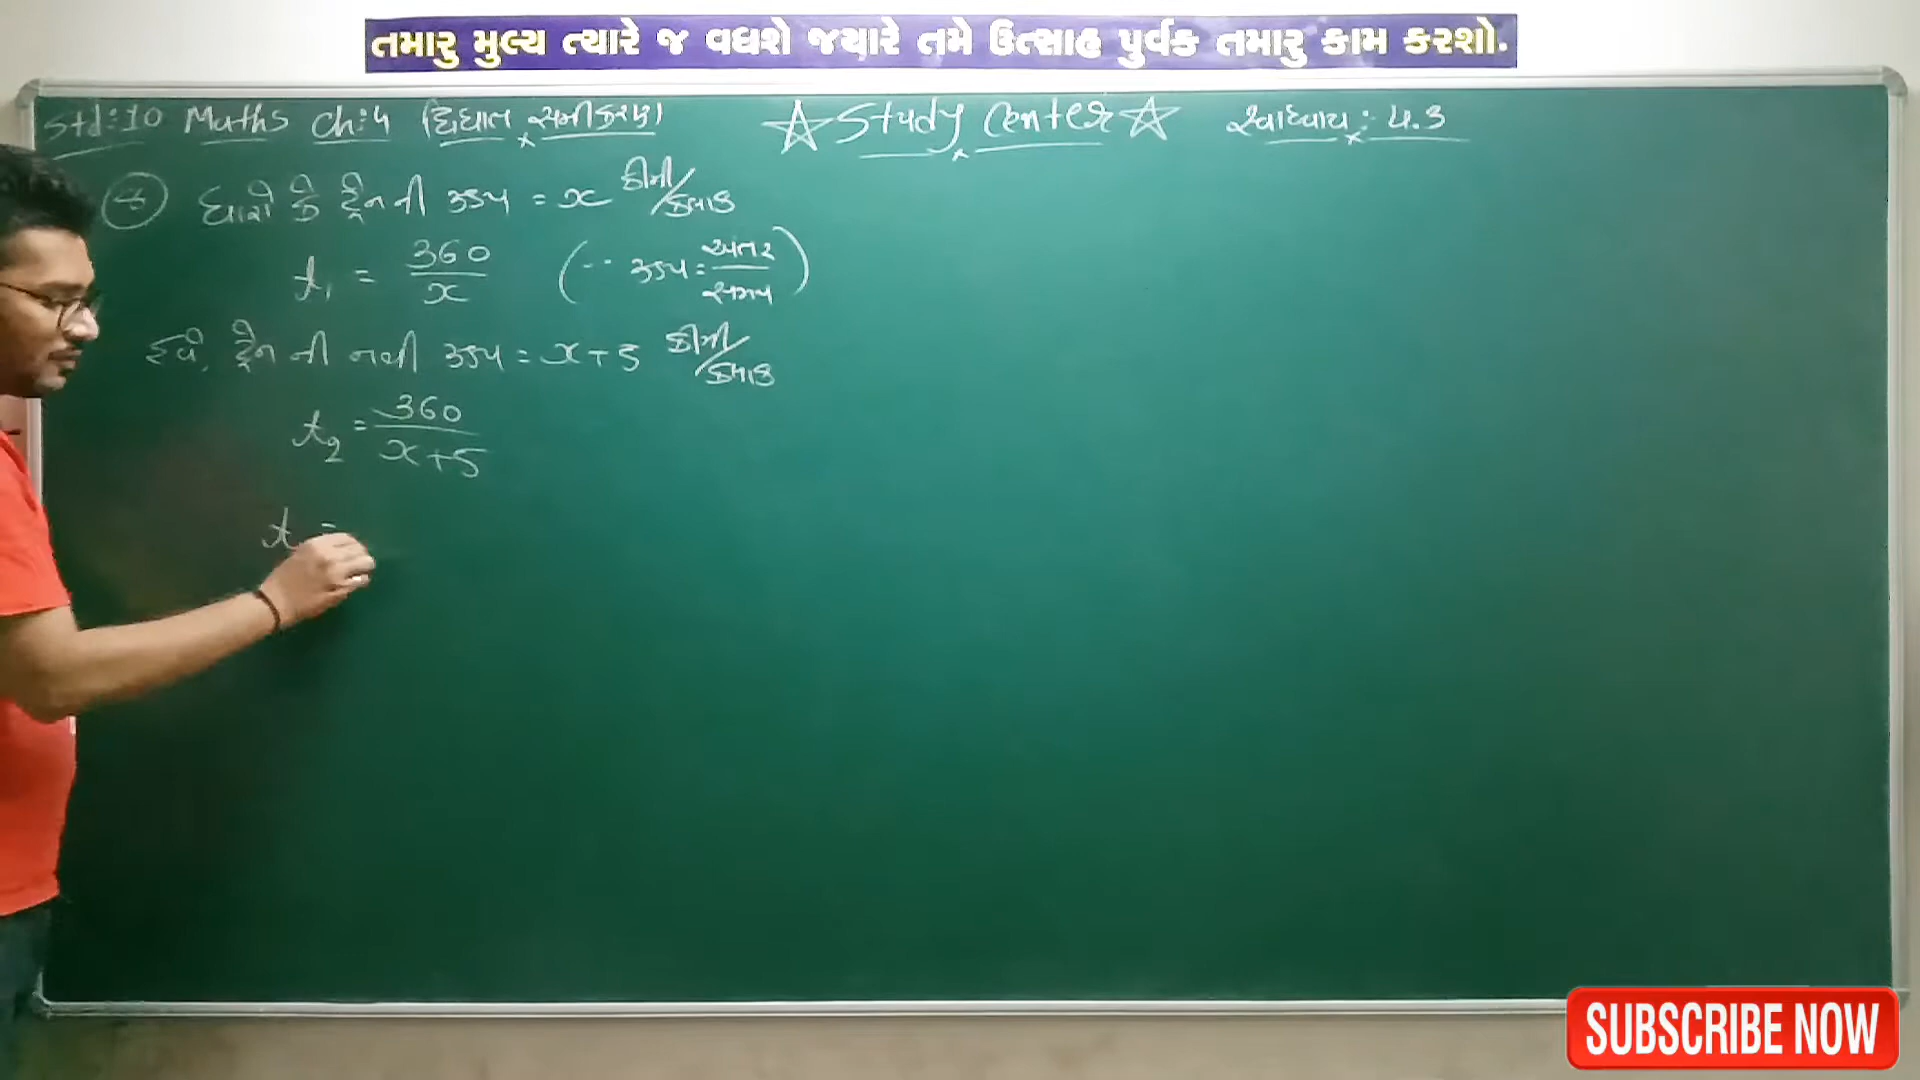 તમારુ મુલ્ય ત્યારે જ વધશે જ્યારે તમે ઉત્સાહ પુર્વક તમારુ કામ કરશો.
std:10 Maths ch:4 દ્વિઘાત સમીકરણ ☆ Study Center ☆ સ્વાધ્યાય: 4.3
⑧ ધારો કે ટ્રેન ની ઝડપ = x કીમી/કલાક
t₁ = 360/x (∵ ઝડપ = અંતર/સમય)
હવે, ટ્રેન ની નવી ઝડપ = x+5 કીમી/કલાક
t₂ = 360/x+5
t =
SUBSCRIBE NOW